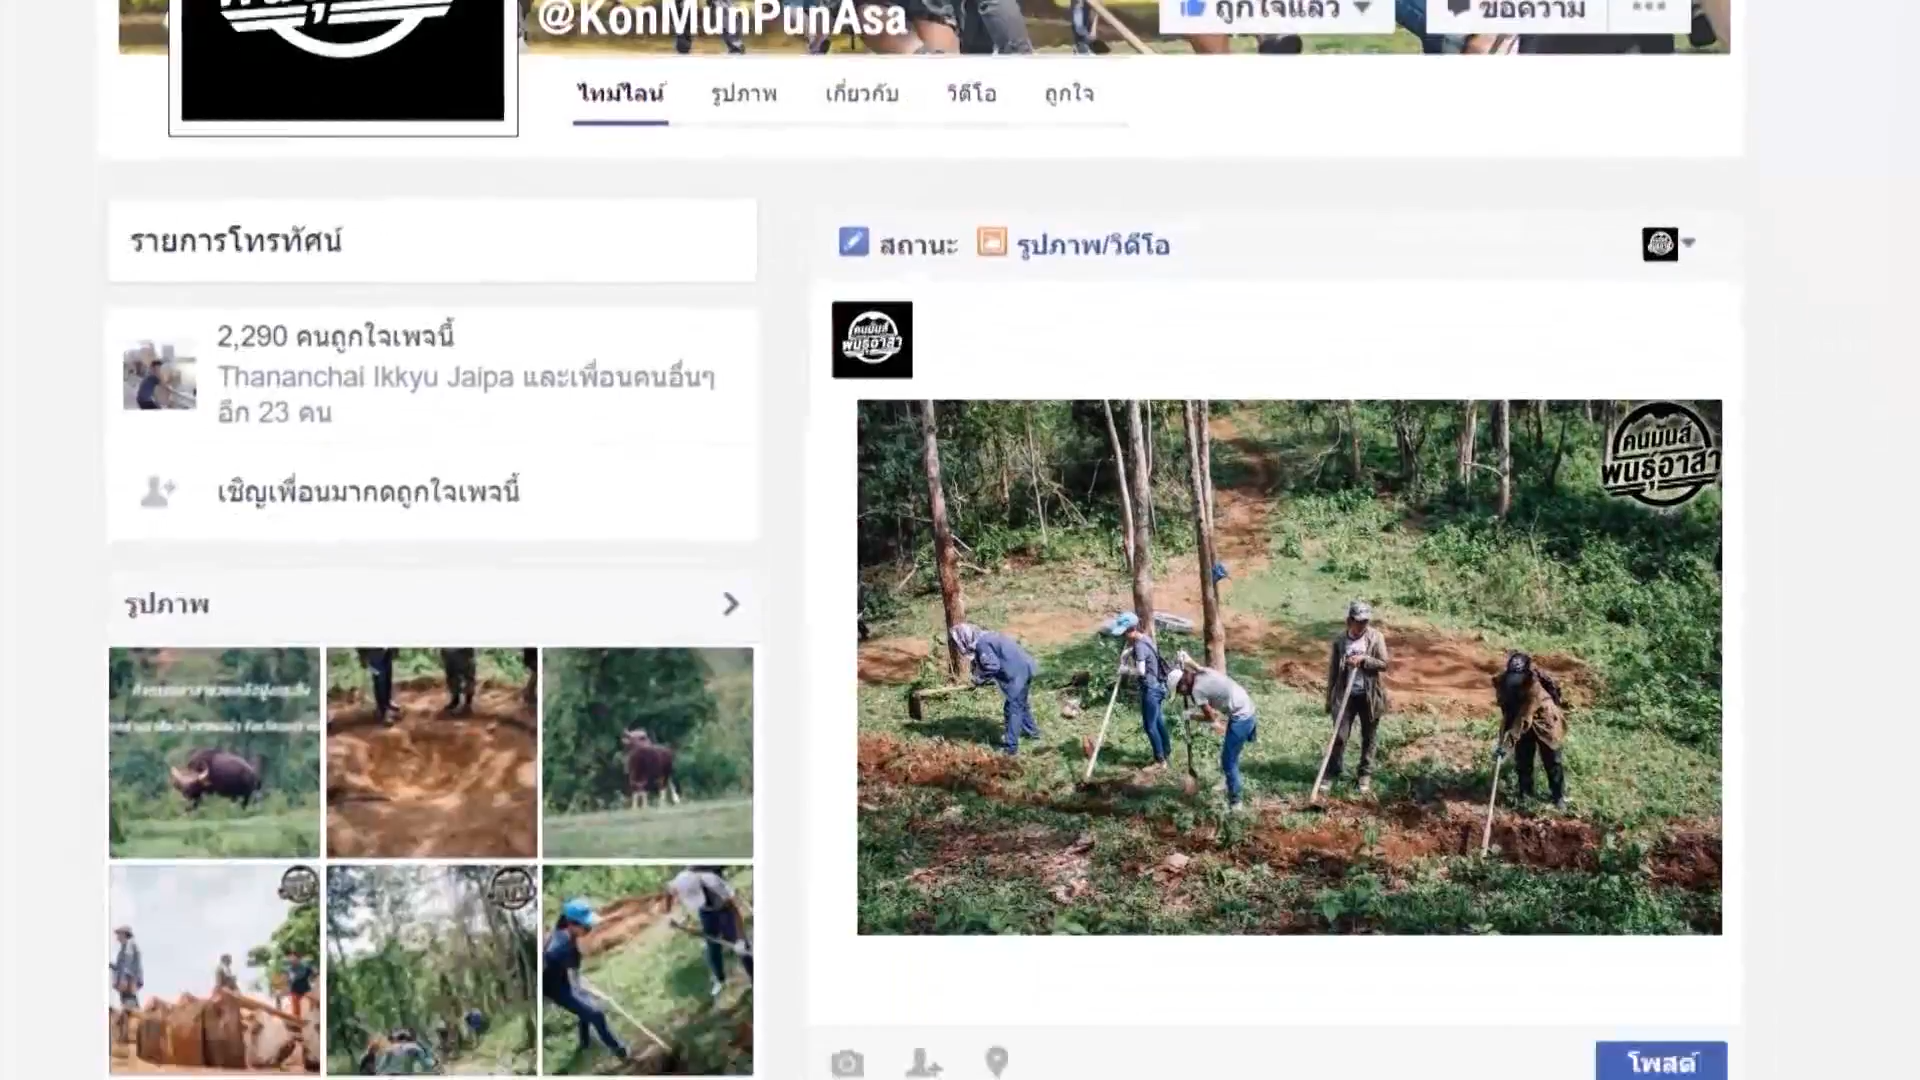 @KonMunPunAsa
ถูกใจแล้ว
ข้อความ
ไทม์ไลน์
รูปภาพ
เกี่ยวกับ
วิดีโอ
ถูกใจ
รายการโทรทัศน์
สถานะ
รูปภาพ/วิดีโอ
2,290 คนถูกใจเพจนี้
Thananchai Ikkyu Jaipa และเพื่อนคนอื่นๆ
อีก 23 คน
เชิญเพื่อนมากดถูกใจเพจนี้
คนมันส์
พันธุ์อาสา
คนมันส์
พันธุ์อาสา
รูปภาพ
โพสต์